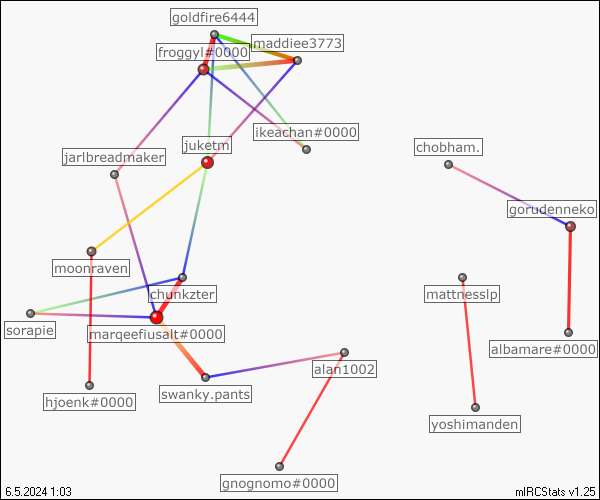 goldfire6444
froggyl#0000
maddiee3773
ikeachan#0000
juketm
jarlbreadmaker
chobham.
gorudenneko
moonraven
chunkzter
mattnesslp
sorapie
marqeefiusalt#0000
albamare#0000
alan1002
swanky.pants
hjoenk#0000
yoshimanden
gnognomo#0000
6.5.2024 1:03
mIRCStats v1.25